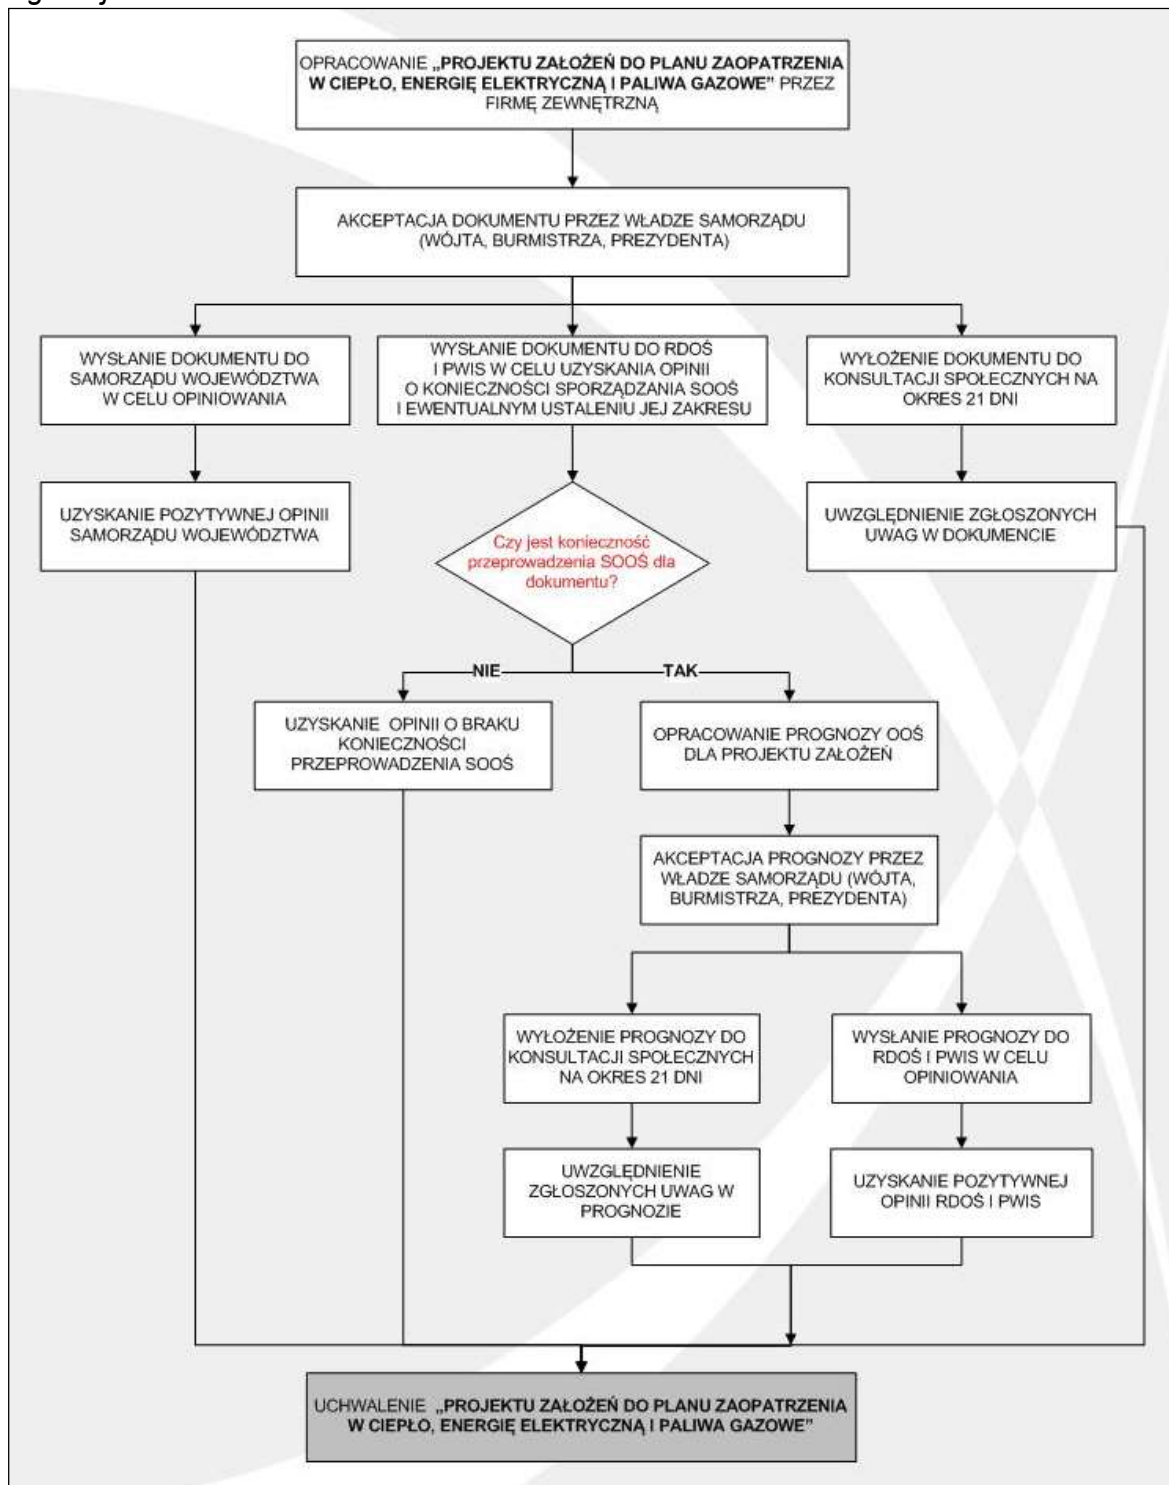 OPRACOWANIE „PROJEKTU ZAŁOŻEŃ DO PLANU ZAOPATRZENIA
W CIEPŁO, ENERGIĘ ELEKTRYCZNĄ I PALIWA GAZOWE” PRZEZ
FIRMĘ ZEWNĘTRZNĄ
AKCEPTACJA DOKUMENTU PRZEZ WŁADZE SAMORZĄDU
(WÓJTA, BURMISTRZA, PREZYDENTA)
WYSŁANIE DOKUMENTU DO
SAMORZĄDU WOJEWÓDZTWA
W CELU OPINIOWANIA
WYSŁANIE DOKUMENTU DO RDOŚ
I PWIS W CELU UZYSKANIA OPINII
O KONIECZNOŚCI SPORZĄDZANIA SOOŚ
I EWENTUALNYM USTALENIU JEJ ZAKRESU
WYŁOŻENIE DOKUMENTU DO
KONSULTACJI SPOŁECZNYCH NA
OKRES 21 DNI
UZYSKANIE POZYTYWNEJ OPINII
SAMORZĄDU WOJEWÓDZTWA
Czy jest konieczność
przeprowadzenia SOOŚ dla
dokumentu?
UWZGLĘDNIENIE ZGŁOSZONYCH
UWAG W DOKUMENCIE
NIE
TAK
UZYSKANIE OPINII O BRAKU
KONIECZNOŚCI
PRZEPROWADZENIA SOOŚ
OPRACOWANIE PROGNOZY OOŚ
DLA PROJEKTU ZAŁOŻEŃ
AKCEPTACJA PROGNOZY PRZEZ
WŁADZE SAMORZĄDU (WÓJTA,
BURMISTRZA, PREZYDENTA)
WYŁOŻENIE PROGNOZY DO
KONSULTACJI SPOŁECZNYCH
NA OKRES 21 DNI
WYSŁANIE PROGNOZY DO
RDOŚ I PWIS W CELU
OPINIOWANIA
UWZGLĘDNIENIE
ZGŁOSZONYCH UWAG W
PROGNOZIE
UZYSKANIE POZYTYWNEJ
OPINII RDOŚ I PWIS
UCHWALENIE „PROJEKTU ZAŁOŻEŃ DO PLANU ZAOPATRZENIA
W CIEPŁO, ENERGIĘ ELEKTRYCZNĄ I PALIWA GAZOWE”